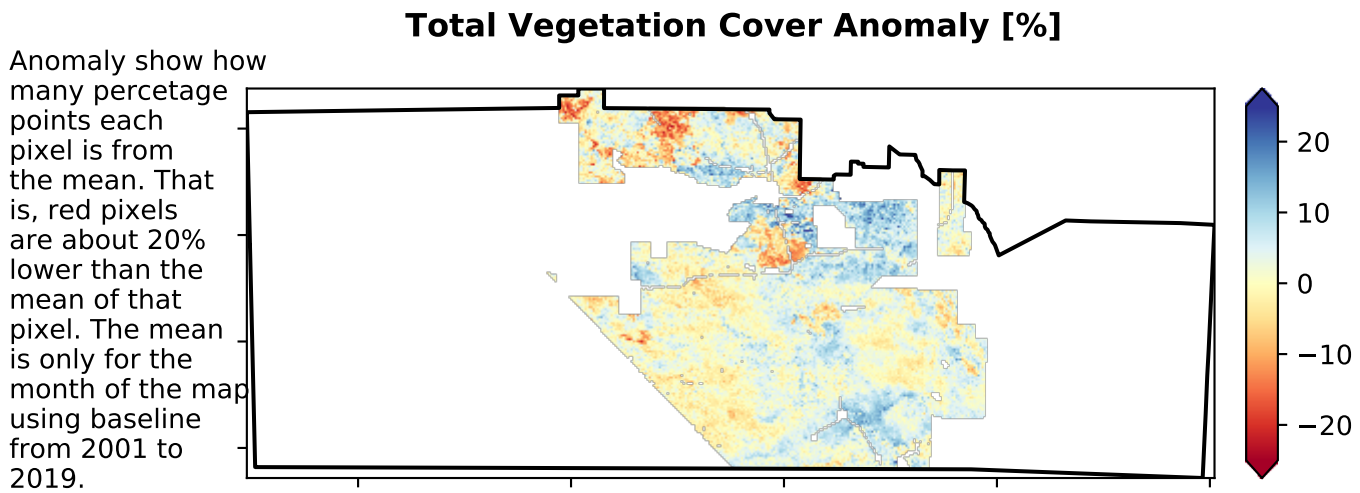 Total Vegetation Cover Anomaly [%]
Anomaly show how
many percetage
points each
pixel is from
the mean. That
is, red pixels
are about 20%
lower than the
mean of that
pixel. The mean
is only for the
month of the map
using baseline
from 2001 to
2019.
20
10
0
−10
−20